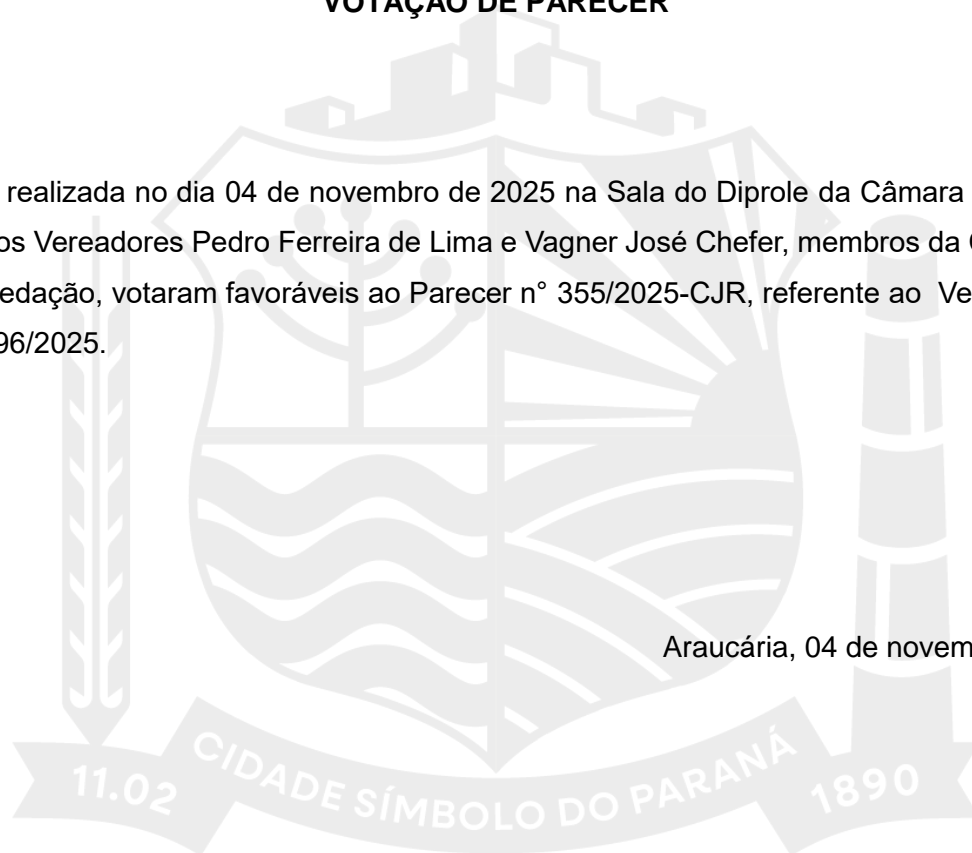 VOTAÇÃO DE PARECER
realizada no dia 04 de novembro de 2025 na Sala do Diprole da Câmara
os Vereadores Pedro Ferreira de Lima e Vagner José Chefer, membros da C
edação, votaram favoráveis ao Parecer n° 355/2025-CJR, referente ao Ve
96/2025.
Araucária, 04 de novem
11.02 CIDADE SÍMBOLO DO PARANÁ 1890